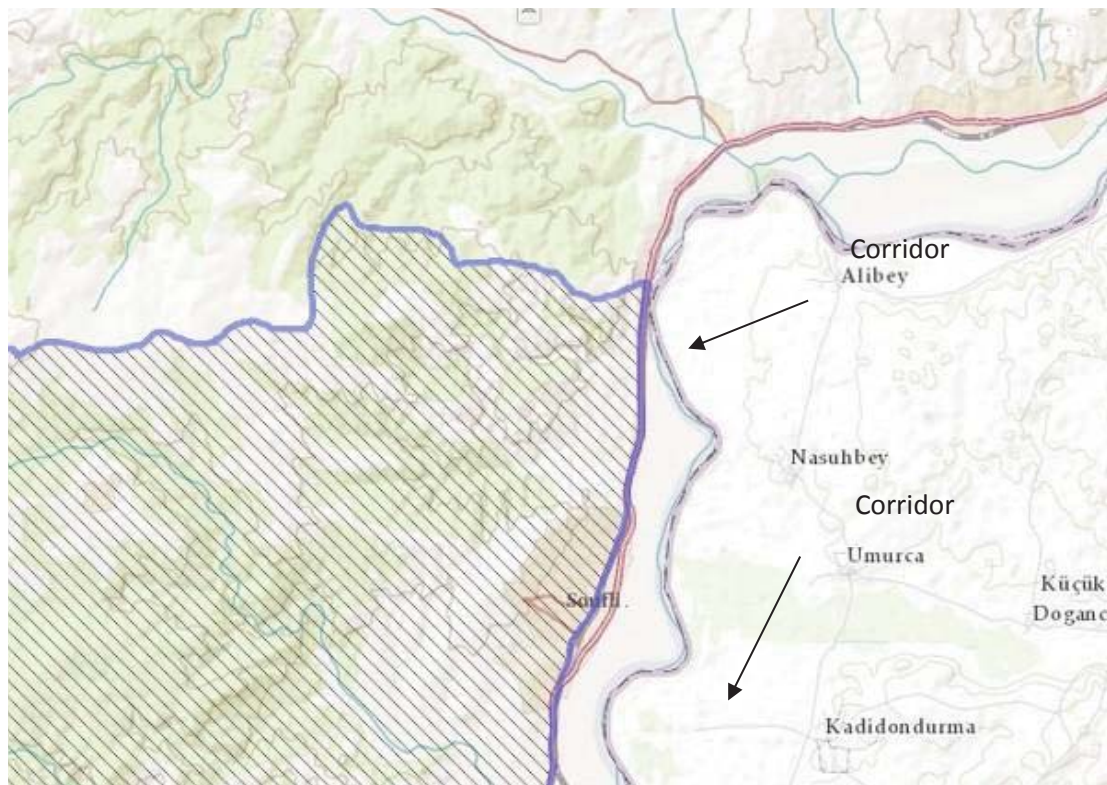 Corridor
Alibey
Nasuhbey
Corridor
Umurca
Küçük
Doganc
Soufli
Kadidondurma